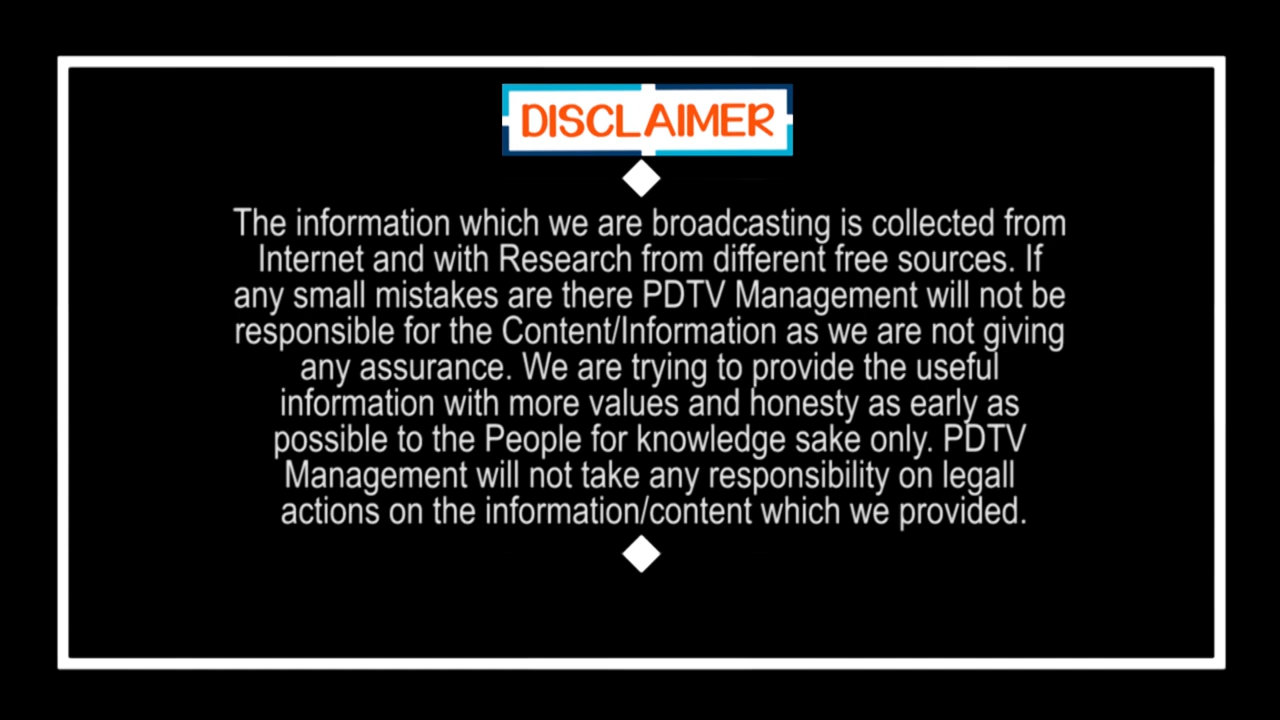 DISCLAIMER
The information which we are broadcasting is collected from
Internet and with Research from different free sources. If
any small mistakes are there PDTV Management will not be
responsible for the Content/Information as we are not giving
any assurance. We are trying to provide the useful
information with more values and honesty as early as
possible to the People for knowledge sake only. PDTV
Management will not take any responsibility on legall
actions on the information/content which we provided.